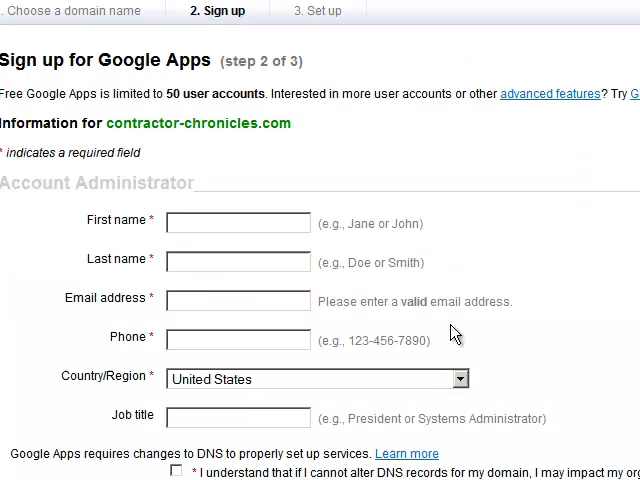 . Choose a domain name 2. Sign up 3. Set up
Sign up for Google Apps (step 2 of 3)
Free Google Apps is limited to 50 user accounts. Interested in more user accounts or other advanced features? Try G
Information for contractor-chronicles.com
* indicates a required field
Account Administrator
First name * (e.g., Jane or John)
Last name * (e.g., Doe or Smith)
Email address * Please enter a valid email address.
Phone * (e.g., 123-456-7890)
Country/Region * United States
Job title (e.g., President or Systems Administrator)
Google Apps requires changes to DNS to properly set up services. Learn more
* I understand that if I cannot alter DNS records for my domain, I may impact my org